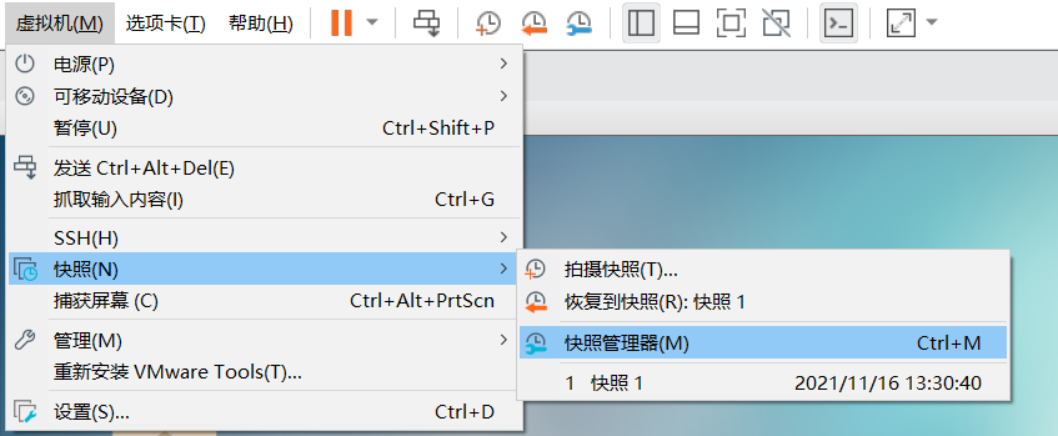 虚拟机(M) 选项卡(T) 帮助(H)
电源(P)
可移动设备(D)
暂停(U) Ctrl+Shift+P
发送 Ctrl+Alt+Del(E)
抓取输入内容(I) Ctrl+G
SSH(H)
快照(N)
捕获屏幕 (C) Ctrl+Alt+PrtScn
管理(M)
重新安装 VMware Tools(T)...
设置(S)... Ctrl+D
拍摄快照(T)...
恢复到快照(R): 快照 1
快照管理器(M) Ctrl+M
1 快照 1 2021/11/16 13:30:40